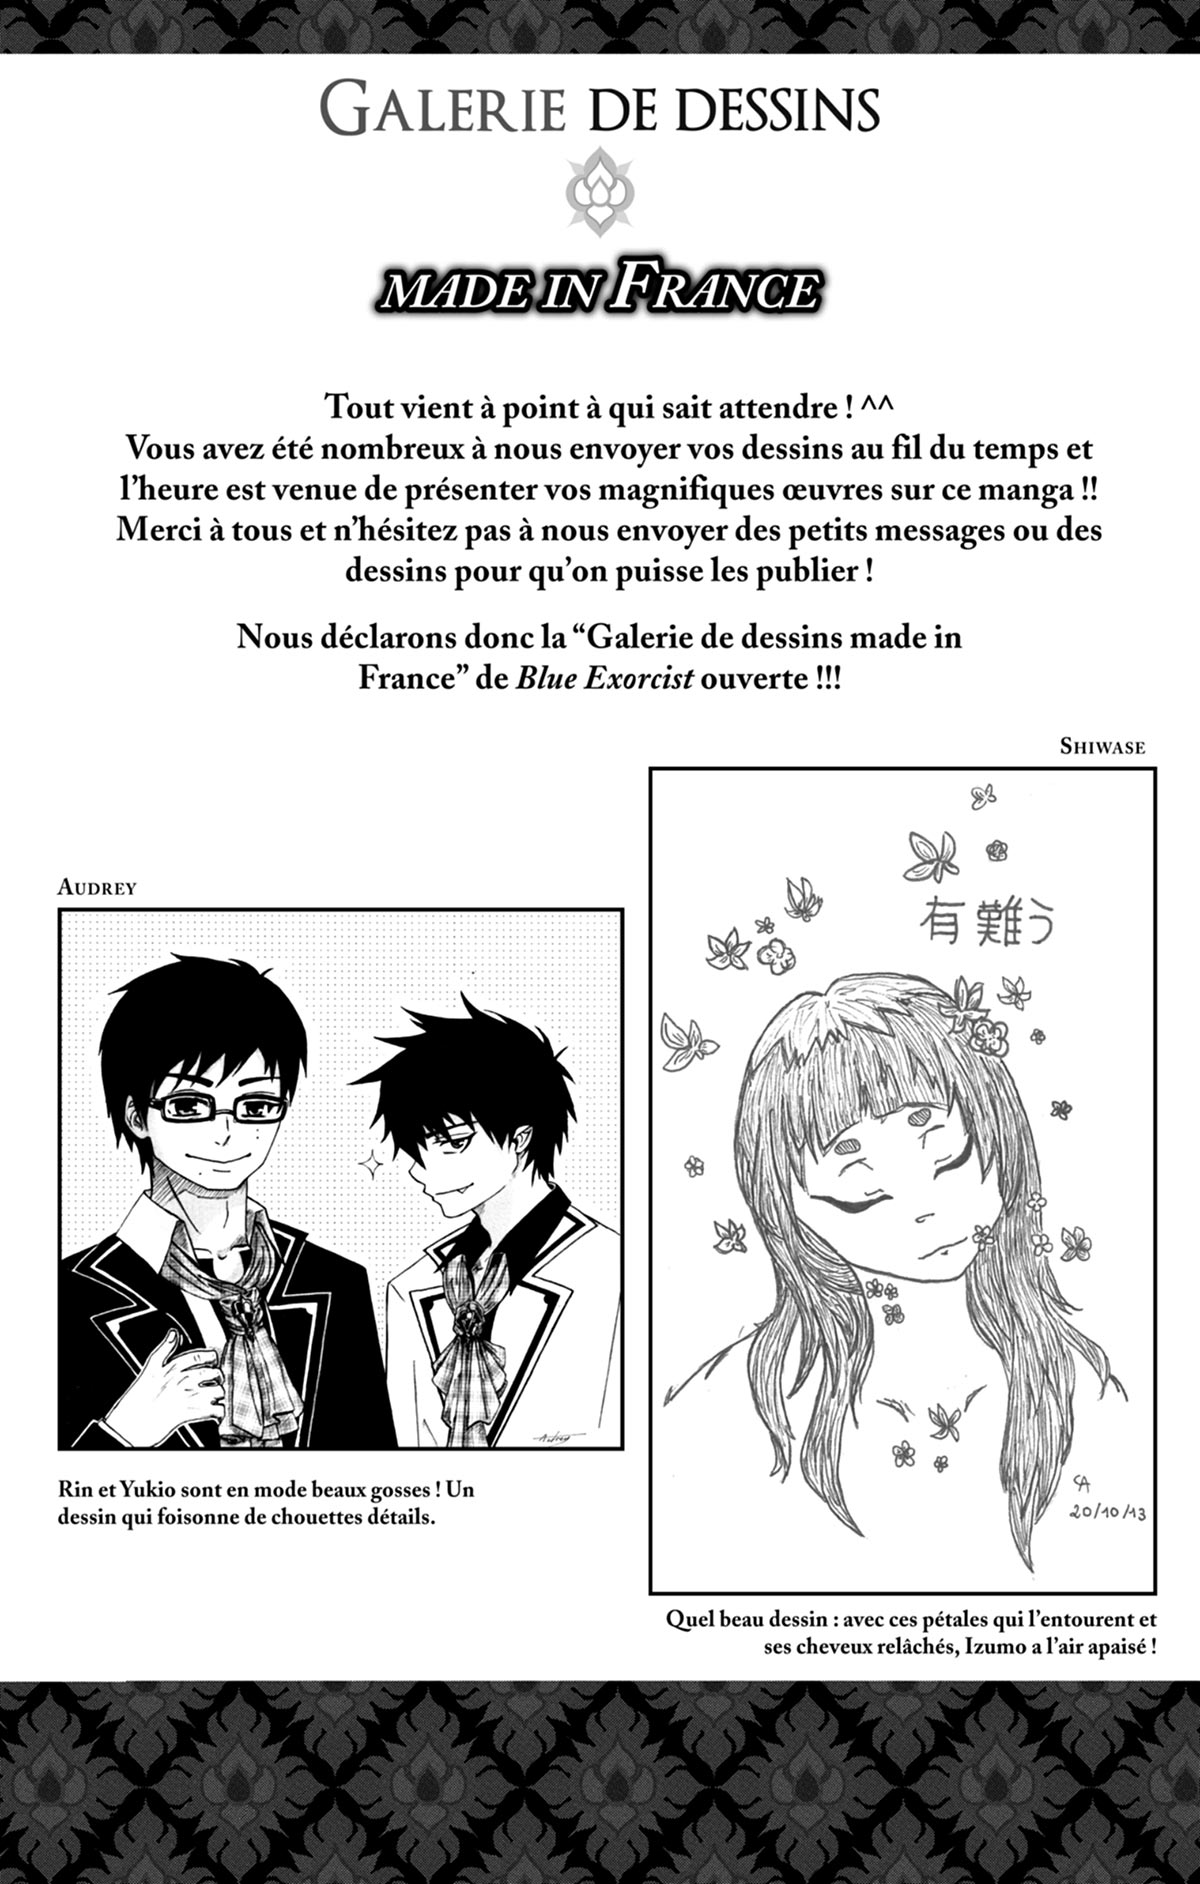 GALERIE DE DESSINS
MADE IN FRANCE
Tout vient à point à qui sait attendre ! ^^
Vous avez été nombreux à nous envoyer vos dessins au fil du temps et
l’heure est venue de présenter vos magnifiques œuvres sur ce manga !!
Merci à tous et n’hésitez pas à nous envoyer des petits messages ou des
dessins pour qu’on puisse les publier !
Nous déclarons donc la “Galerie de dessins made in
France” de Blue Exorcist ouverte !!!
SHIWASE
有難う
CA
20/10/13
Quel beau dessin : avec ces pétales qui l’entourent et
ses cheveux relâchés, Izumo a l’air apaisé !
AUDREY
Audrey
Rin et Yukio sont en mode beaux gosses ! Un
dessin qui foisonne de chouettes détails.